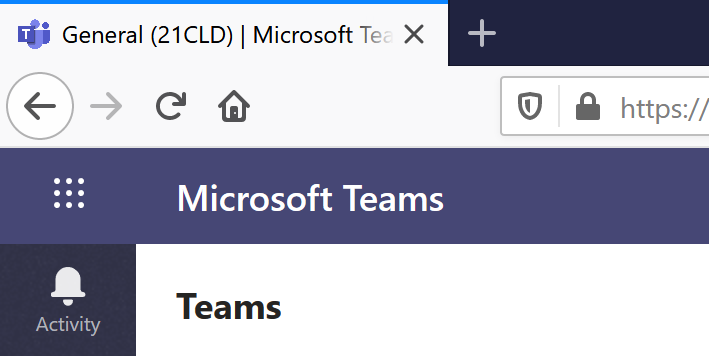 General (21CLD) | Microsoft Tea
https://
Microsoft Teams
Activity
Teams